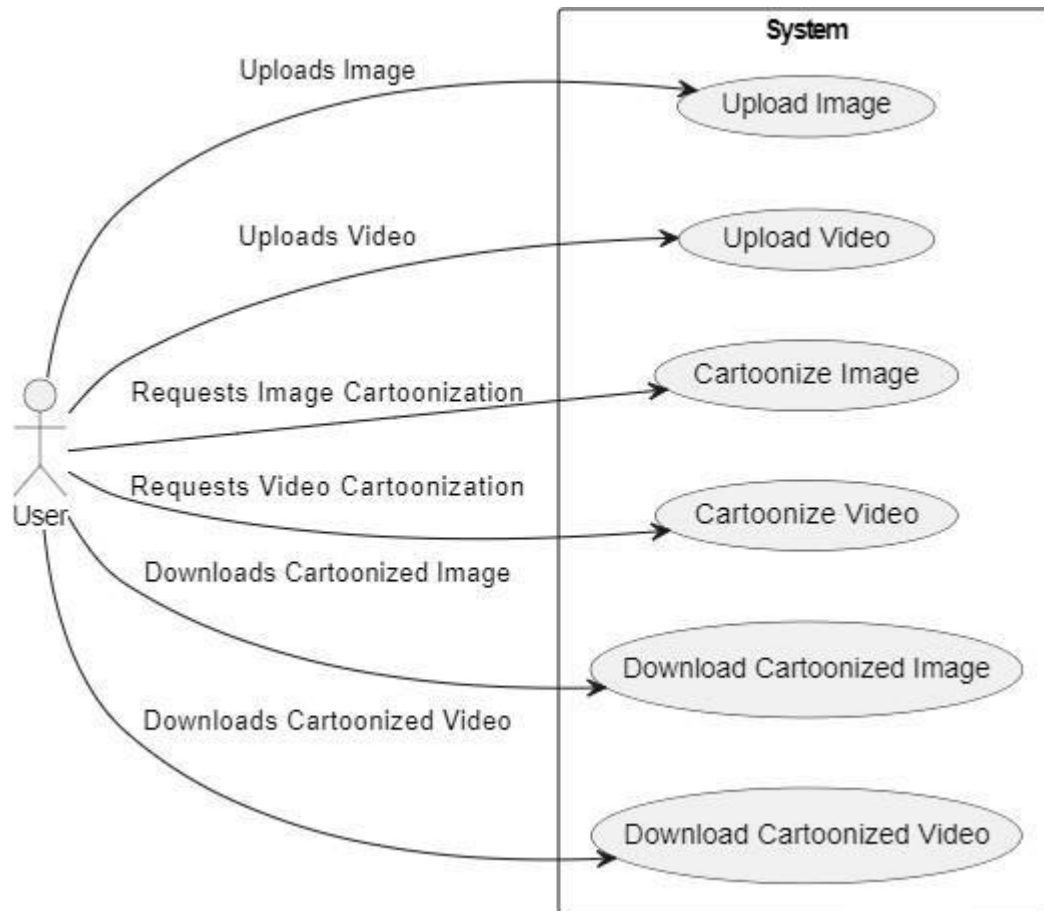 System
Uploads Image
Upload Image
Uploads Video
Upload Video
Requests Image Cartoonization
Cartoonize Image
Requests Video Cartoonization
Cartoonize Video
User
Downloads Cartoonized Image
Download Cartoonized Image
Downloads Cartoonized Video
Download Cartoonized Video